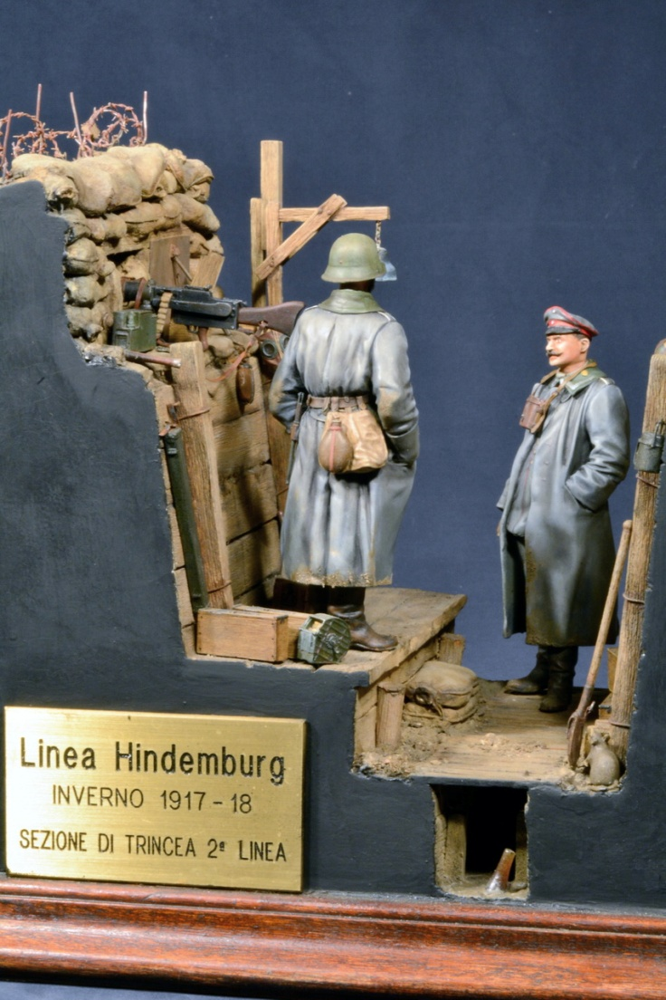 Linea Hindemburg
INVERNO 1917-18
SEZIONE DI TRINCEA 2ª LINEA